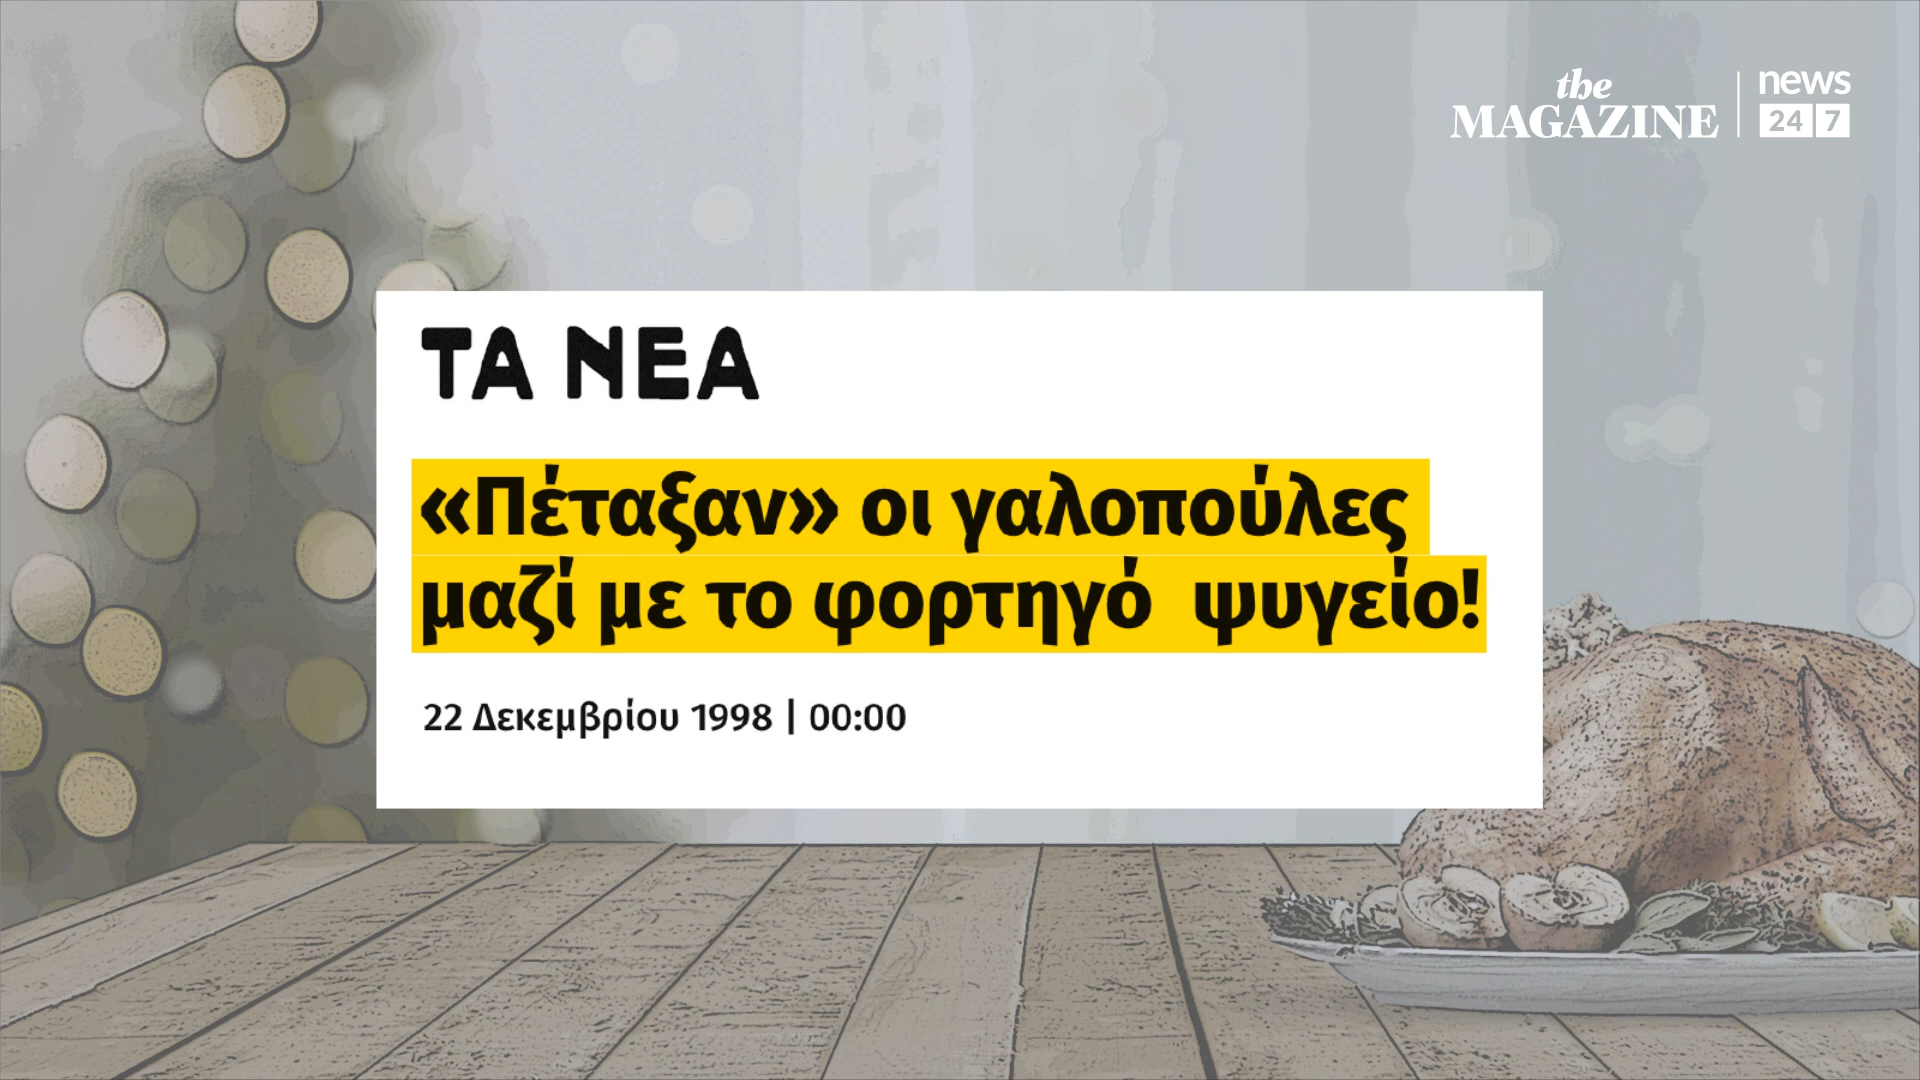 the
MAGAZINE
news
24 7
ΤΑ ΝΕΑ
«Πέταξαν» οι γαλοπούλες
μαζί με το φορτηγό ψυγείο!
22 Δεκεμβρίου 1998 | 00:00